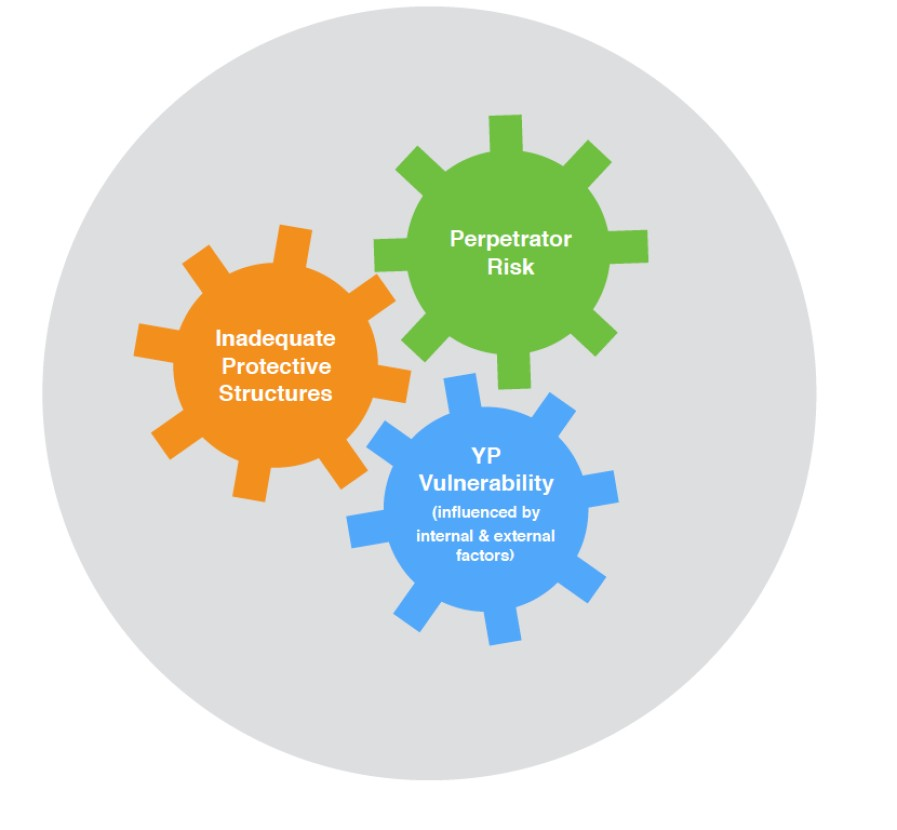 Perpetrator
Risk
Inadequate
Protective
Structures
YP
Vulnerability
(influenced by
internal & external
factors)